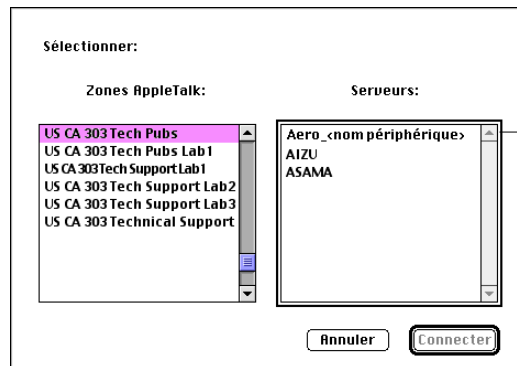 Sélectionner:
Zones AppleTalk:
Serveurs:
US CA 303 Tech Pubs
US CA 303 Tech Pubs Lab1
US CA 303 Tech Support Lab1
US CA 303 Tech Support Lab2
US CA 303 Tech Support Lab3
US CA 303 Technical Support
Aero_<nom périphérique>
AIZU
ASAMA
Annuler
Connecter